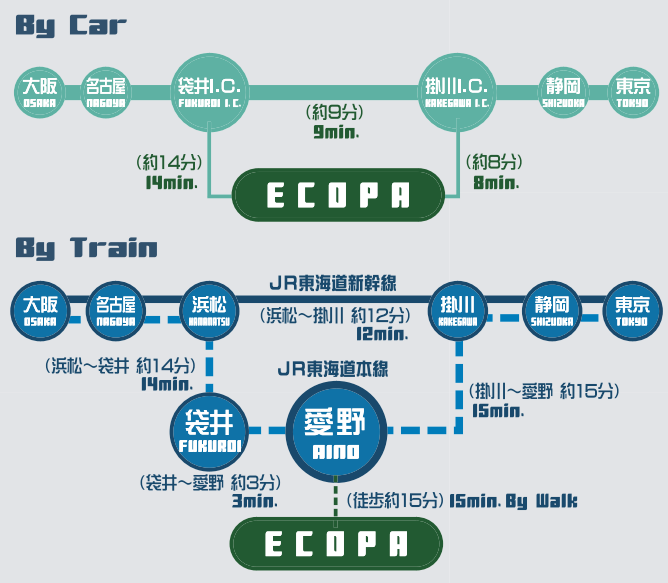 By Car
大阪
OSAKA
名古屋
NAGOYA
袋井I.C.
FUKUROI I.C.
掛川I.C.
KAKEGAWA I.C.
静岡
SHIZUOKA
東京
TOKYO
(約9分)
9min.
(約14分)
14min.
(約8分)
8min.
ECOPA
By Train
JR東海道新幹線
大阪
OSAKA
名古屋
NAGOYA
浜松
HAMAMATSU
掛川
KAKEGAWA
静岡
SHIZUOKA
東京
TOKYO
(浜松〜掛川 約12分)
12min.
(浜松〜袋井 約14分)
14min.
JR東海道本線
(掛川〜愛野 約15分)
15min.
袋井
FUKUROI
愛野
AINO
(袋井〜愛野 約3分)
3min.
(徒歩約15分) 15min. By Walk
ECOPA